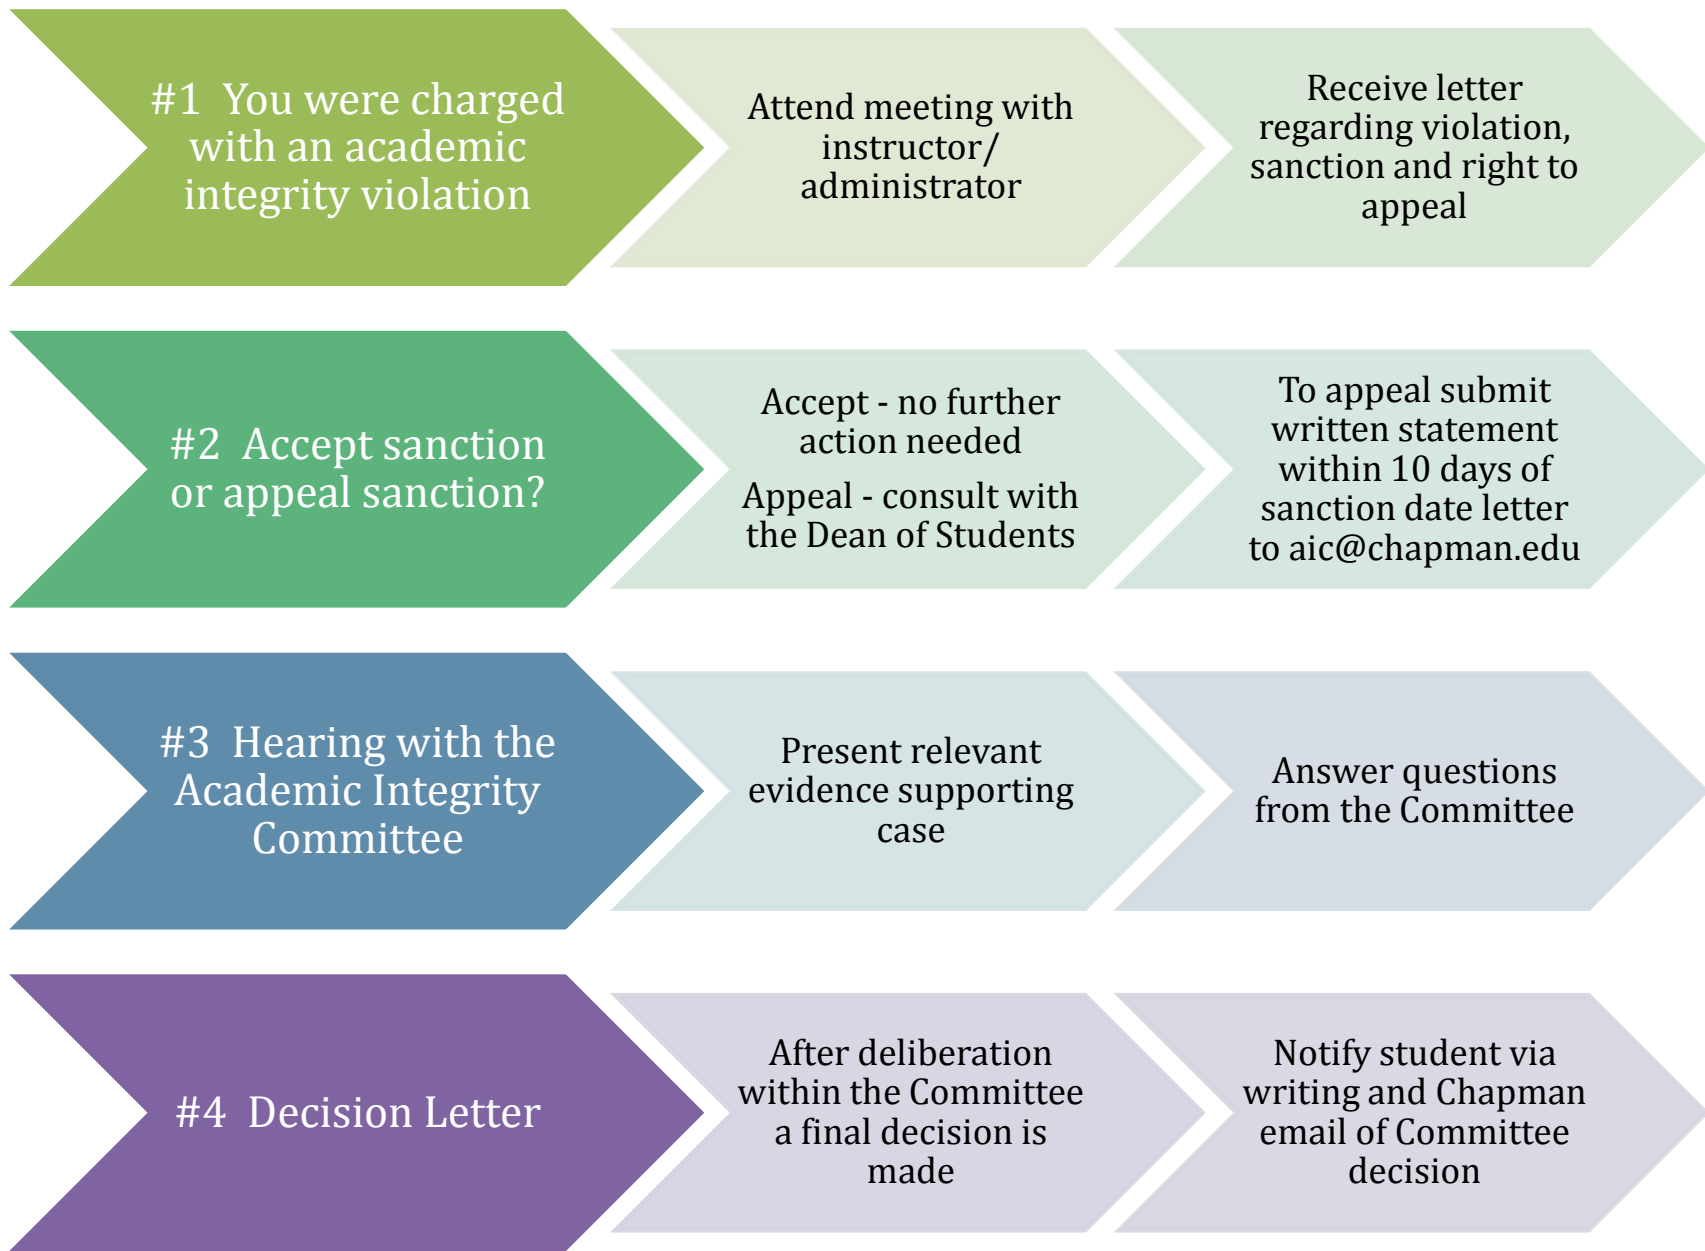 #1  You were charged
with an academic
integrity violation
Attend meeting with
instructor/
administrator
Receive letter
regarding violation,
sanction and right to
appeal
#2  Accept sanction
or appeal sanction?
Accept - no further
action needed
Appeal - consult with
the Dean of Students
To appeal submit
written statement
within 10 days of
sanction date letter
to aic@chapman.edu
#3  Hearing with the
Academic Integrity
Committee
Present relevant
evidence supporting
case
Answer questions
from the Committee
#4  Decision Letter
After deliberation
within the Committee
a final decision is
made
Notify student via
writing and Chapman
email of Committee
decision